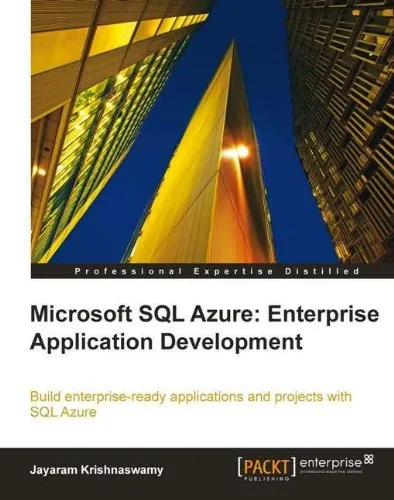 Professional Expertise Distilled
Microsoft SQL Azure: Enterprise
Application Development
Build enterprise-ready applications and projects with
SQL Azure
Jayaram Krishnaswamy
[PACKT] enterprise
PUBLISHING professional expertise distilled